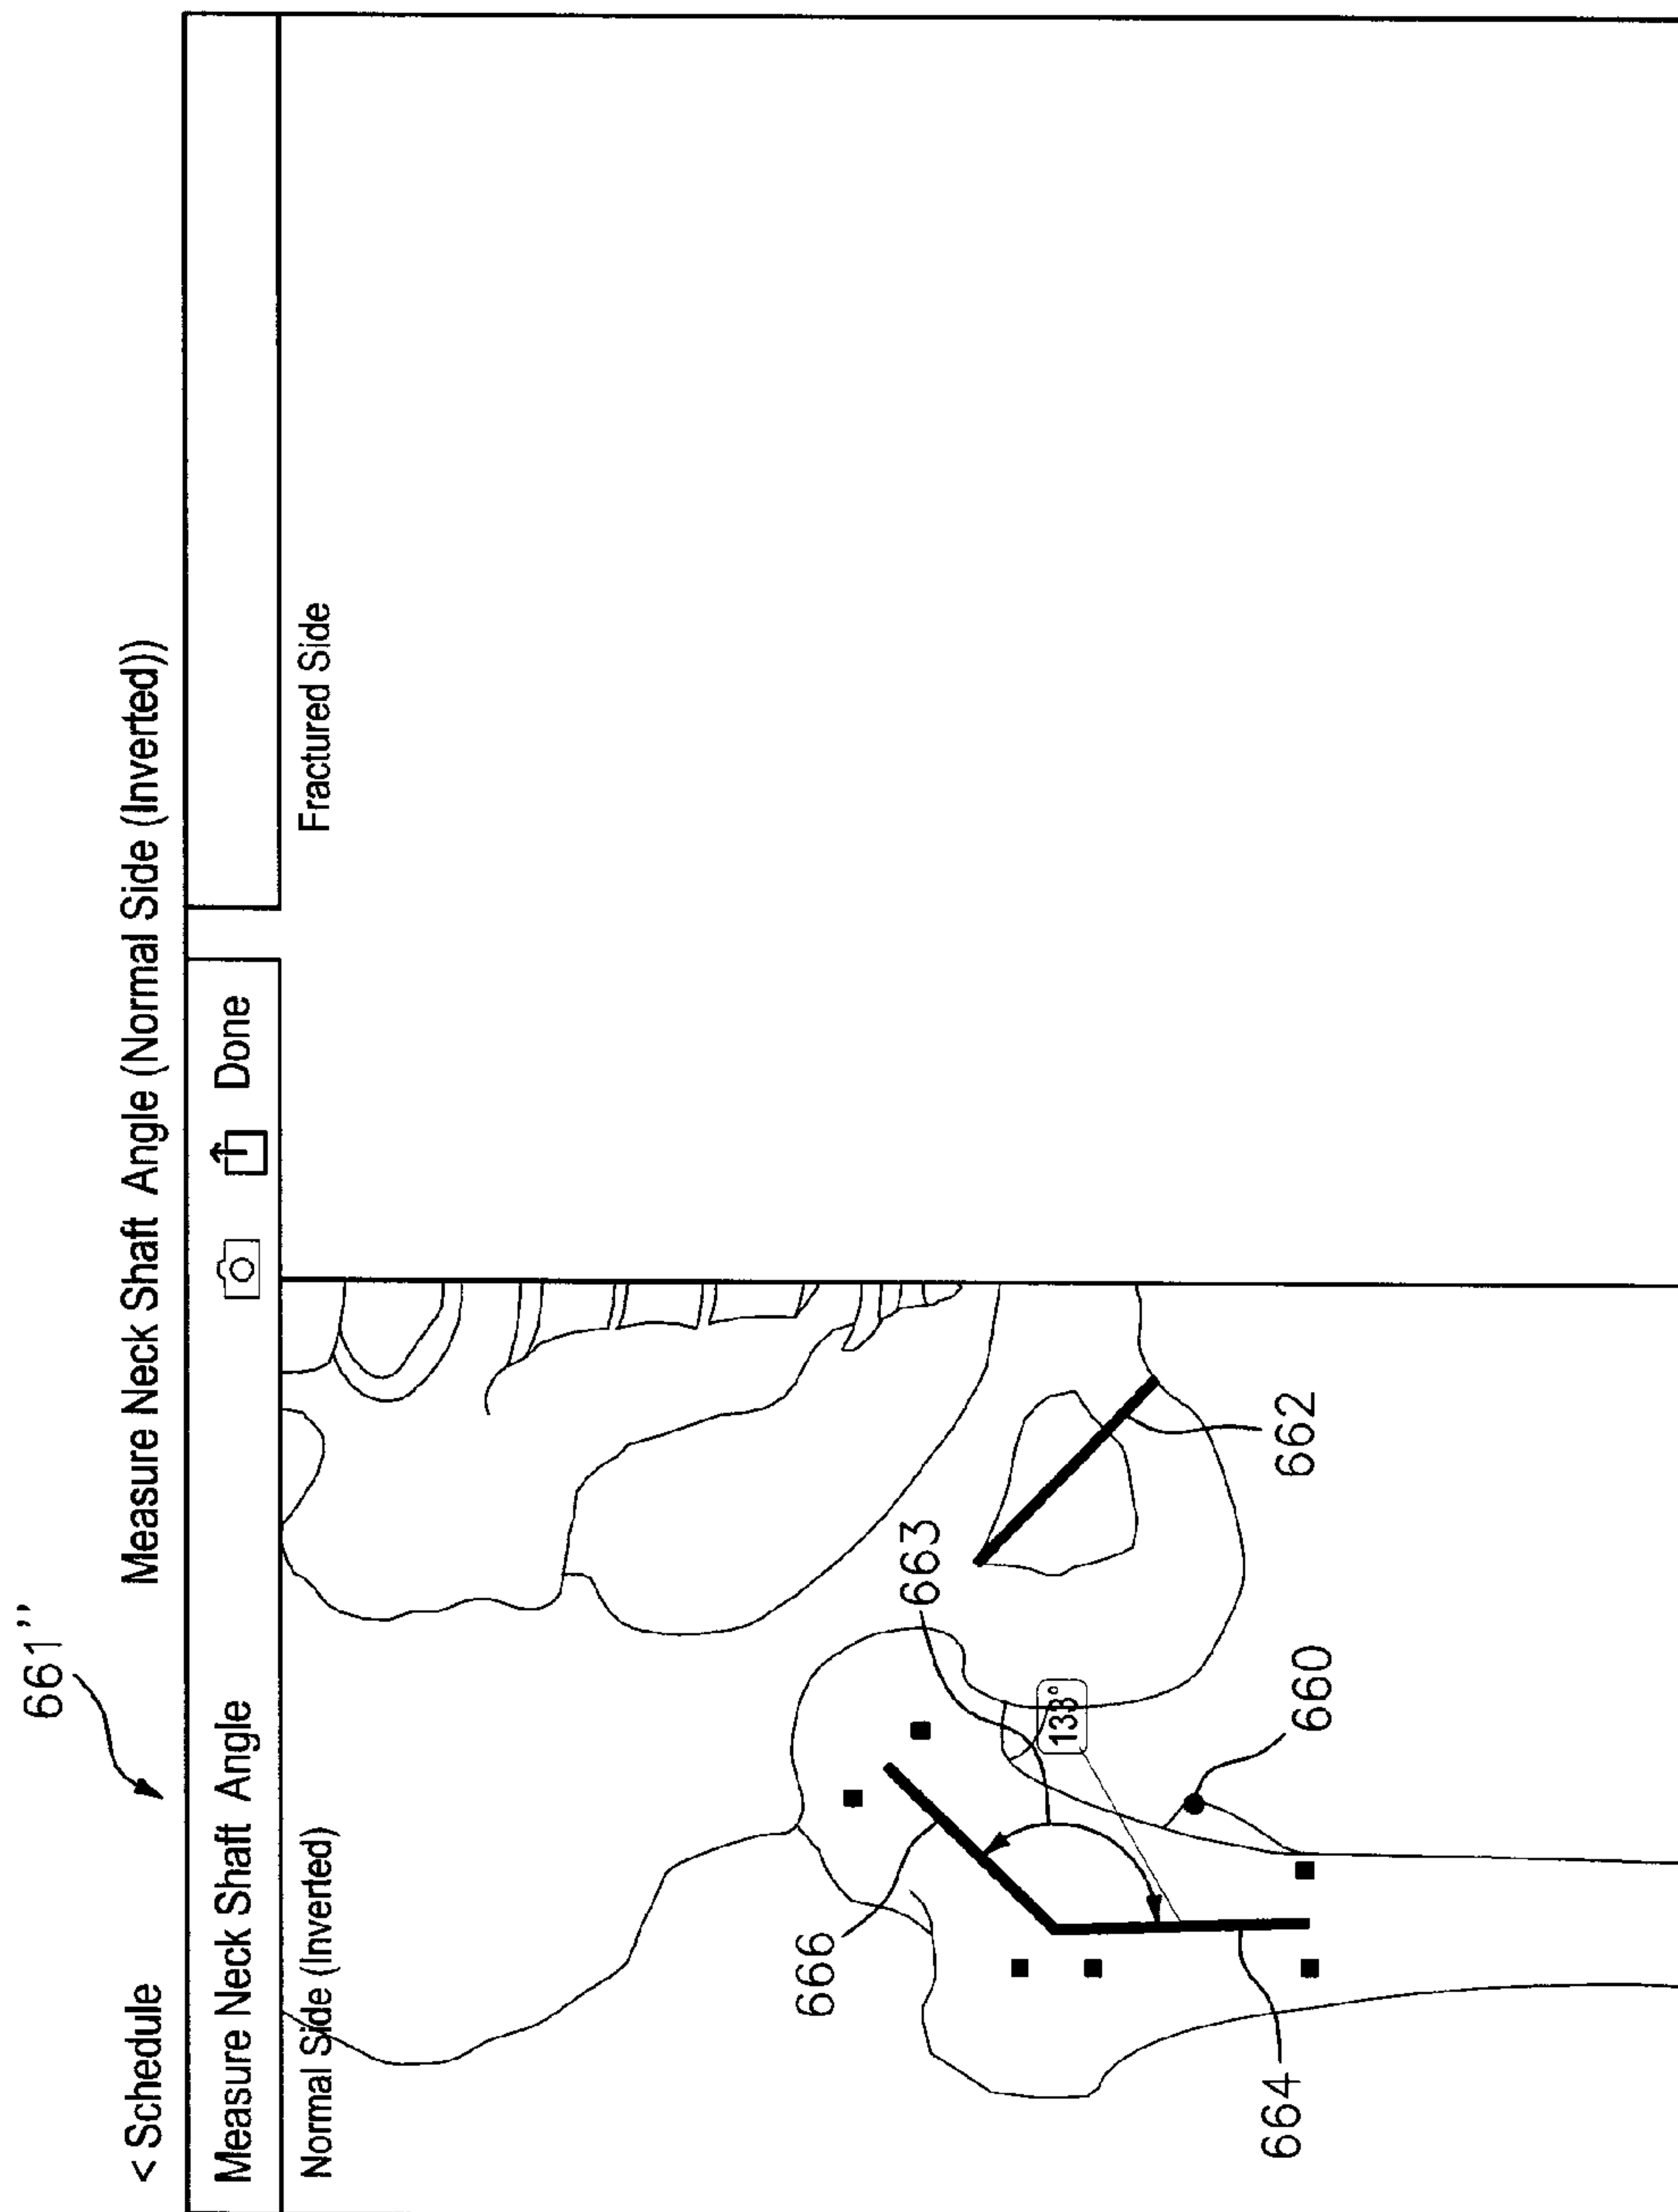 661''
< Schedule
Measure Neck Shaft Angle (Normal Side (Inverted))
Measure Neck Shaft Angle
Done
Normal Side (Inverted)
Fractured Side
666
663
133°
664
660
662